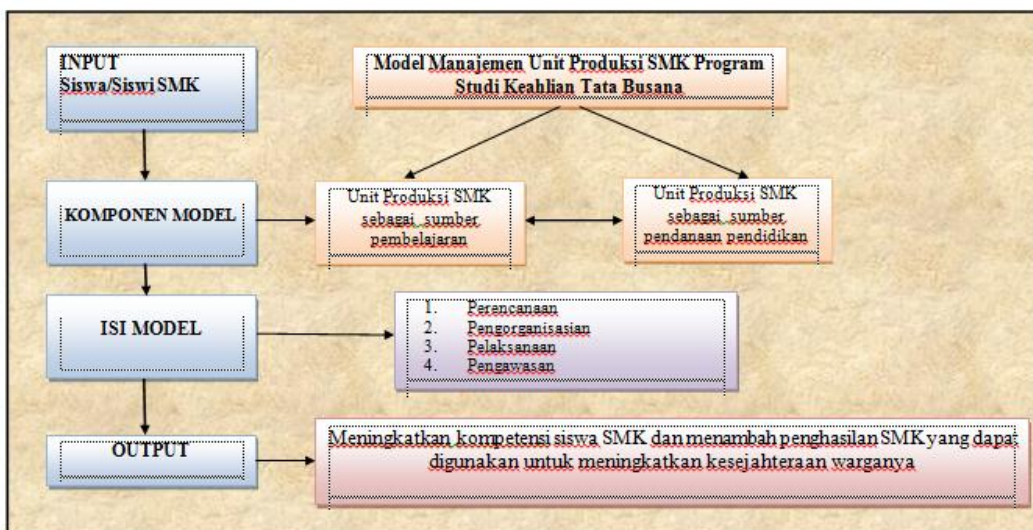 INPUT
Siswa/Siswi SMK
Model Manajemen Unit Produksi SMK Program
Studi Keahlian Tata Busana
KOMPONEN MODEL
Unit Produksi SMK
sebagai sumber
pembelajaran
Unit Produksi SMK
sebagai sumber
pendanaan pendidikan
ISI MODEL
1. Perencanaan
2. Pengorganisasian
3. Pelaksanaan
4. Pengawasan
OUTPUT
Meningkatkan kompetensi siswa SMK dan menambah penghasilan SMK yang dapat
digunakan untuk meningkatkan kesejahteraan warganya